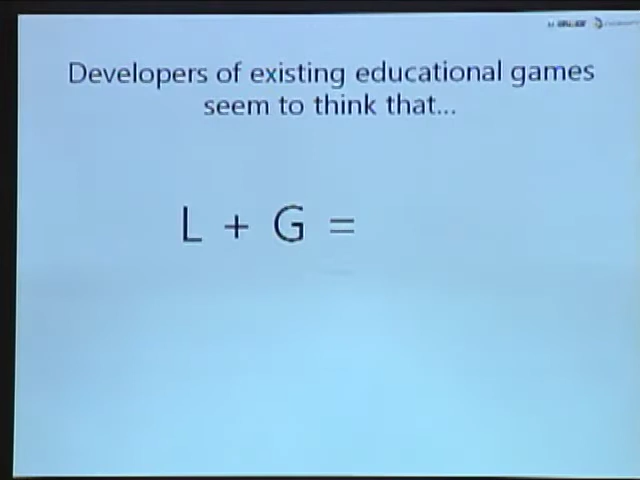 Developers of existing educational games
seem to think that...
L + G =